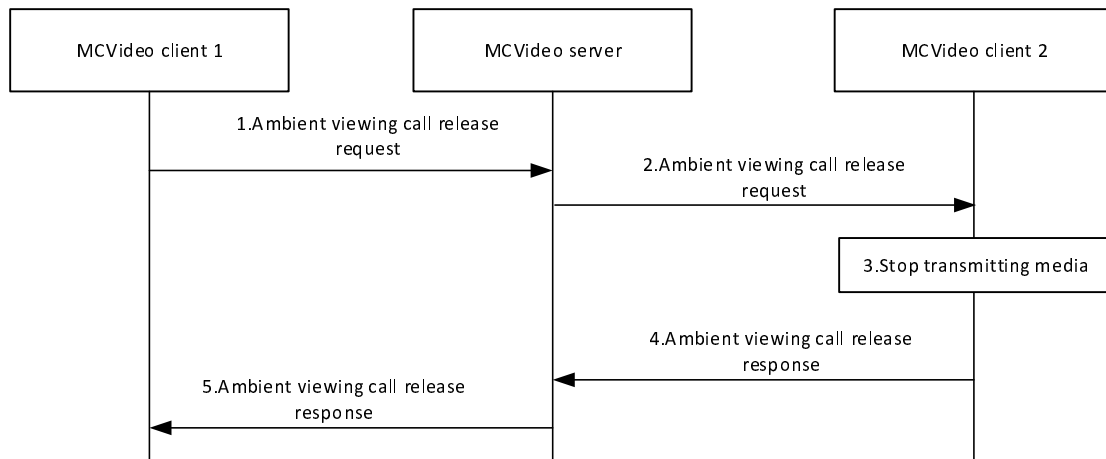 MCVideo client 1
MCVideo server
MCVideo client 2
1.Ambient viewing call release
request
2.Ambient viewing call release
request
3.Stop transmitting media
4.Ambient viewing call release
response
5.Ambient viewing call release
response